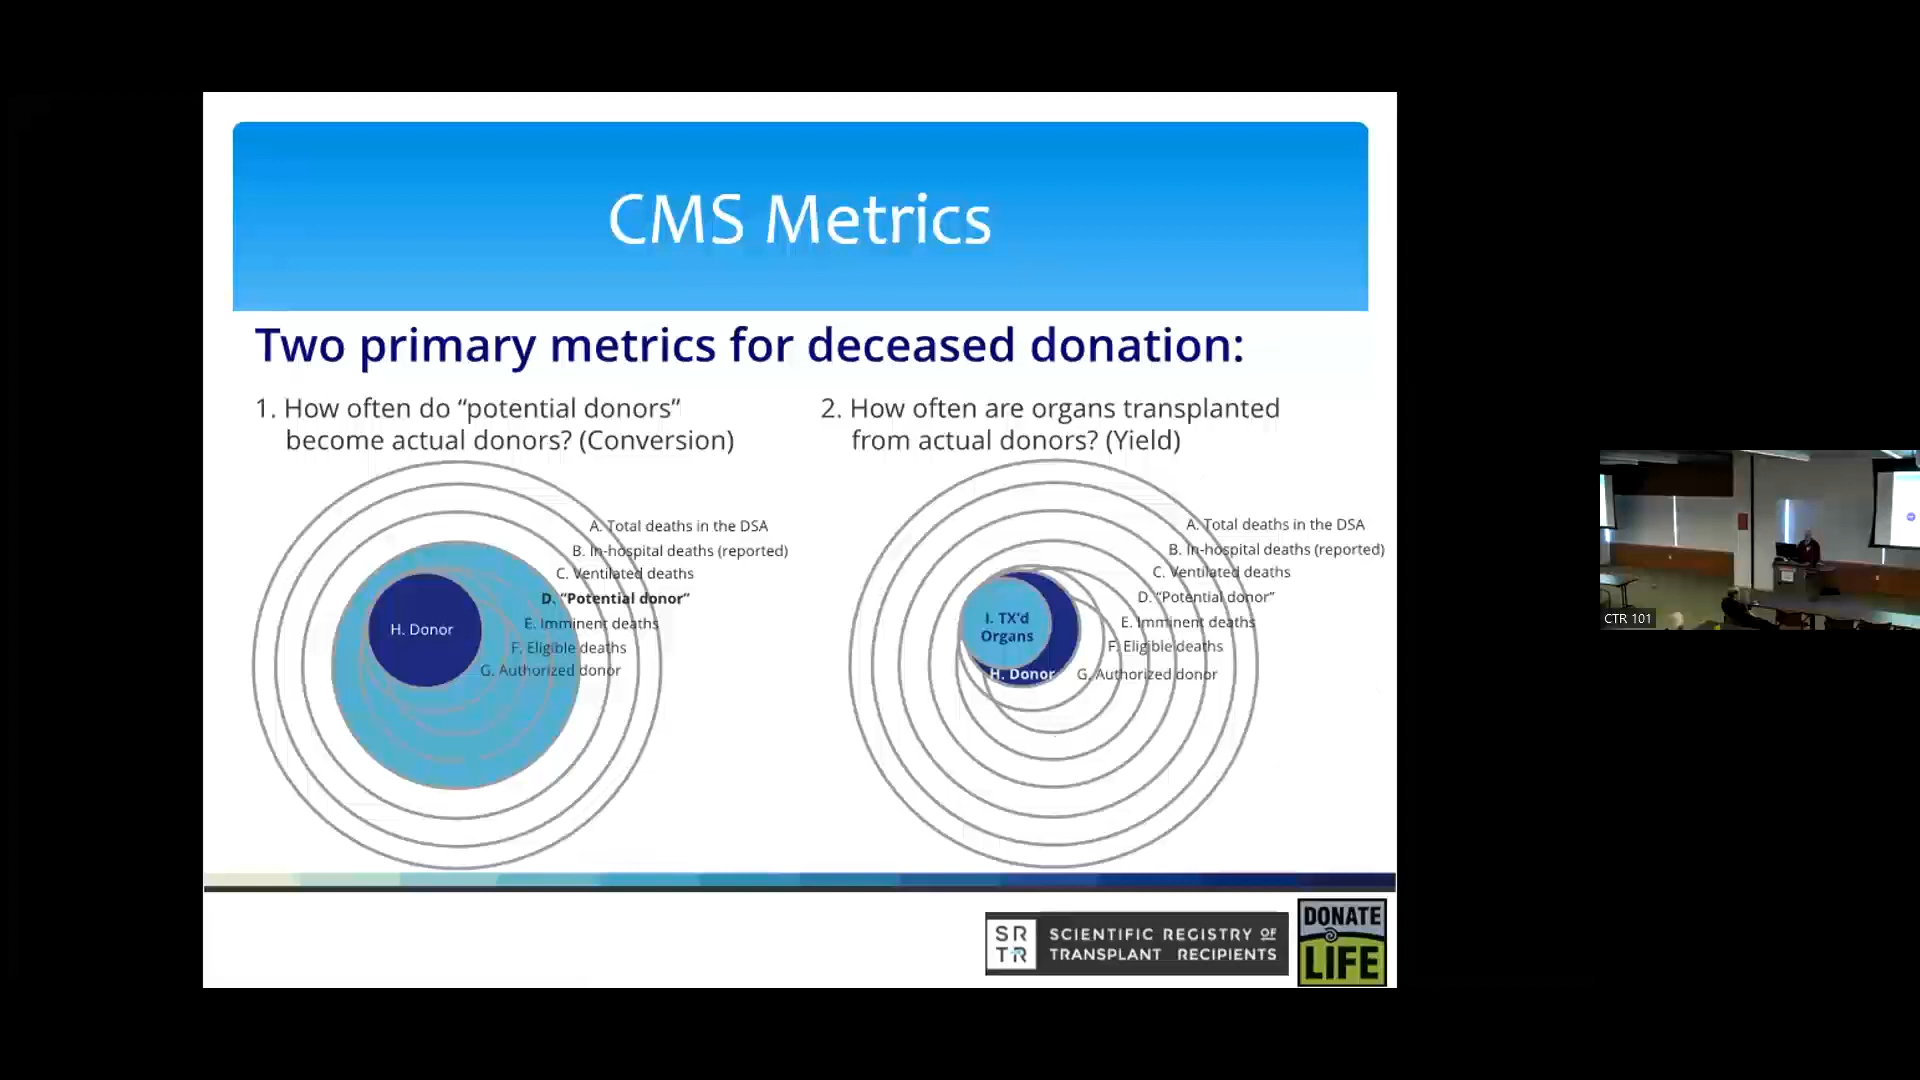 CMS Metrics
Two primary metrics for deceased donation:
1. How often do “potential donors”
become actual donors? (Conversion)
A. Total deaths in the DSA
B. In-hospital deaths (reported)
C. Ventilated deaths
D. “Potential donor”
E. Imminent deaths
H. Donor
F. Eligible deaths
G. Authorized donor
2. How often are organs transplanted
from actual donors? (Yield)
A. Total deaths in the DSA
B. In-hospital deaths (reported)
C. Ventilated deaths
D. “Potential donor”
I. TX’d
Organs
E. Imminent deaths
F. Eligible deaths
H. Donor
G. Authorized donor
SR
TR
SCIENTIFIC REGISTRY OF
TRANSPLANT RECIPIENTS
DONATE
LIFE
CTR 101